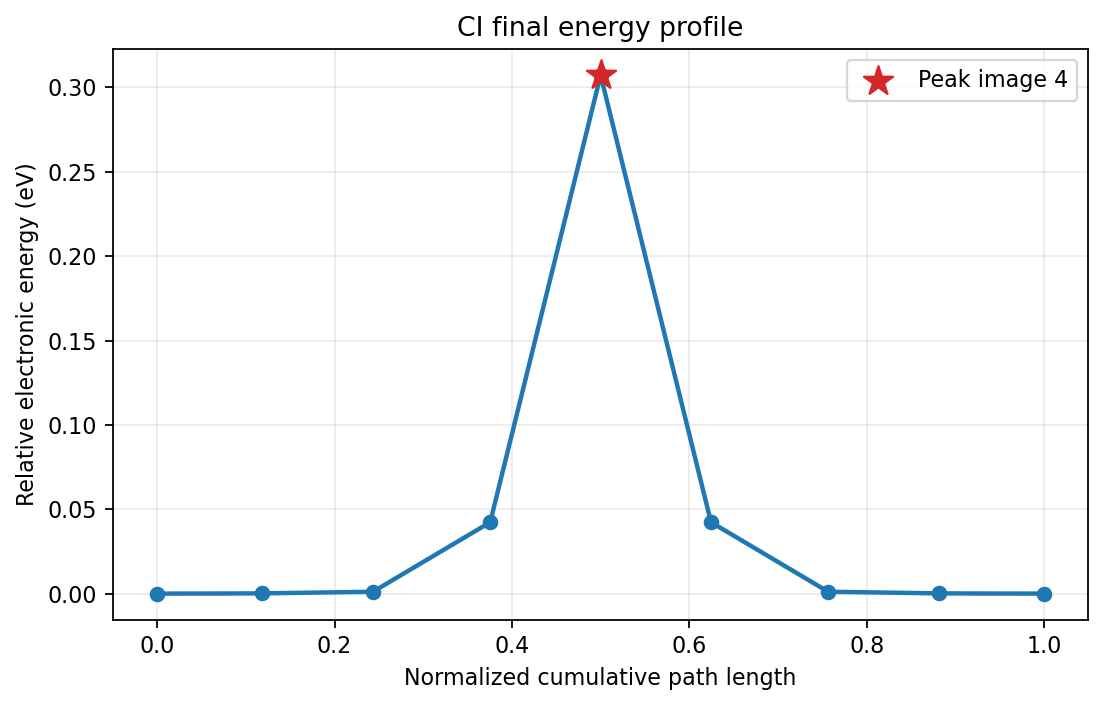 CI final energy profile
Peak image 4
Relative electronic energy (eV)
0.30
0.25
0.20
0.15
0.10
0.05
0.00
0.0 0.2 0.4 0.6 0.8 1.0
Normalized cumulative path length